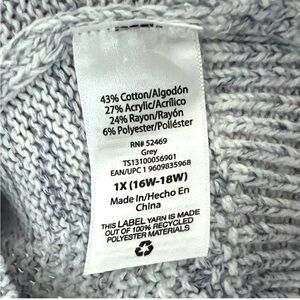 43% Cotton/Algodón
27% Acrylic/Acrílico
24% Rayon/Rayón
6% Polyester/Poliéster
RN# 52469
Grey
TS13100056901
EAN/UPC 1 9609835968
1X (16W-18W)
Made In/Hecho En
China
THIS LABEL YARN IS MADE
OUT OF 100% RECYCLED
POLYESTER MATERIALS